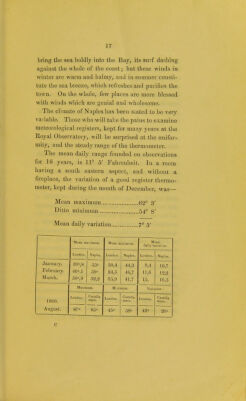 17
bring the sea boldly into the Bay, its surf dashing
against the whole of the coast; but these winds in
winter are warm and balmy, and in summer consti-
tute the sea breeze, which refreshes and purifies the
town. On the whole, few places are more blessed
with winds which are genial and wholesome.
The climate of Naples has been stated to be very
variable. Those who will take the pains to examine
meteorological registers, kept for many years at the
Royal Observatory, will be surprised at the unifor-
mity, and the steady range of the thermometer.
The mean daily range founded on observations
for 16 years, is 11° 5′ Fahrenheit. In a room
having a south eastern aspect, and without a
fireplace, the variation of a good register thermo-
meter, kept during the month of December, was—
Mean maximum 62° 3′
Ditto minimum 54° 8′
Mean daily variation 7° 5′
Mean maximum. Mean minimum. Mean daily variation.
London. Naples. London. Naples. London. Naples.
January.
February.
March.
Maximum. Minimum. Variation.
1860. London. London. London.
August.
C